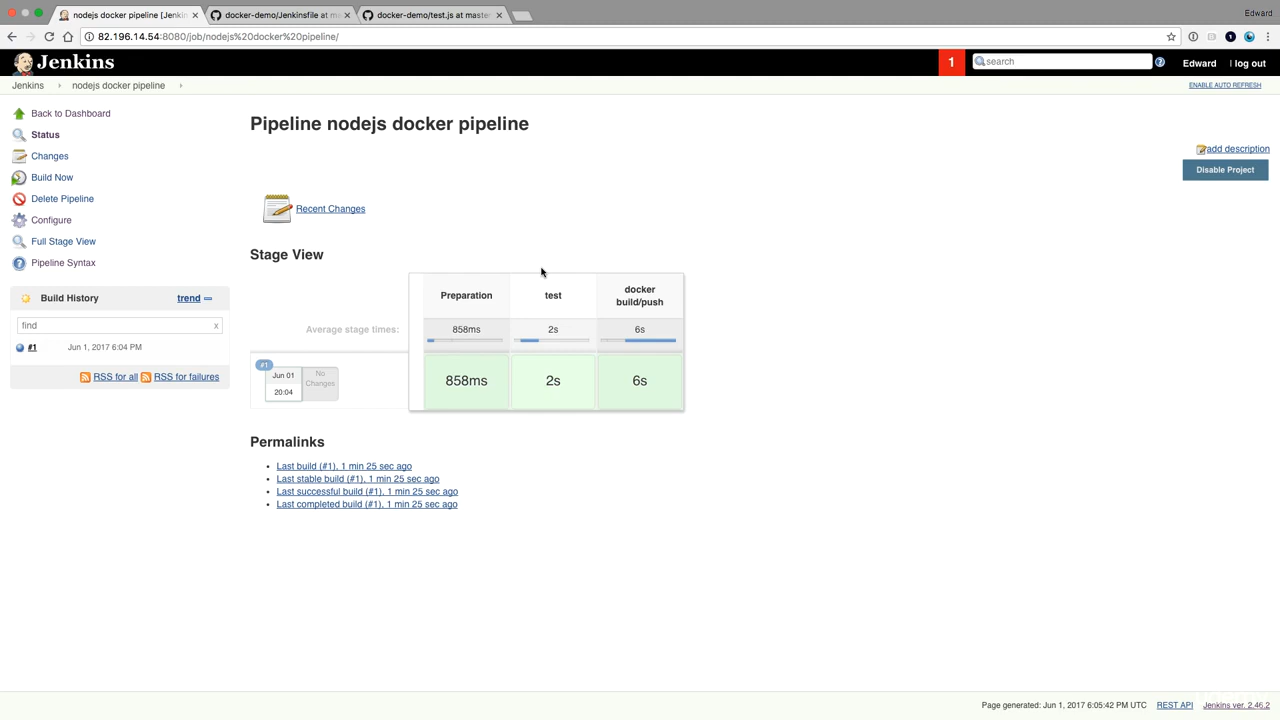 nodejs docker pipeline [Jenkin
docker-demo/Jenkinsfile at m
docker-demo/test.js at master
Edward
82.196.14.54:8080/job/nodejs%20docker%20pipeline/
Jenkins
1
search
Edward
| log out
Jenkins
nodejs docker pipeline
ENABLE AUTO REFRESH
Back to Dashboard
Status
Changes
Build Now
Delete Pipeline
Configure
Full Stage View
Pipeline Syntax
Build History
trend
find
x
#1
Jun 1, 2017 6:04 PM
RSS for all
RSS for failures
Pipeline nodejs docker pipeline
add description
Disable Project
Recent Changes
Stage View
Preparation
test
docker
build/push
Average stage times:
858ms
2s
6s
#1
Jun 01
20:04
No
Changes
858ms
2s
6s
Permalinks
Last build (#1), 1 min 25 sec ago
Last stable build (#1), 1 min 25 sec ago
Last successful build (#1), 1 min 25 sec ago
Last completed build (#1), 1 min 25 sec ago
Page generated: Jun 1, 2017 6:05:42 PM UTC
REST API
Jenkins ver. 2.46.2